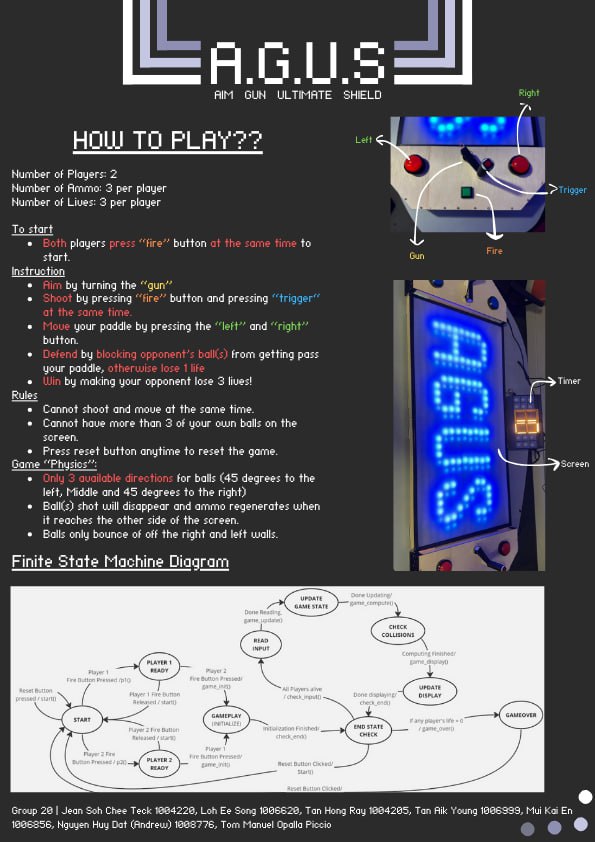 A.G.U.S
AIM GUN ULTIMATE SHIELD
HOW TO PLAY??
Number of Players: 2
Number of Ammo: 3 per player
Number of Lives: 3 per player
To start
Both players press “fire” button at the same time to
start.
Instruction
Aim by turning the “gun”
Shoot by pressing “fire” button and pressing “trigger”
at the same time.
Move your paddle by pressing the “left” and “right”
button.
Defend by blocking opponent's ball(s) from getting pass
your paddle, otherwise lose 1 life
Win by making your opponent lose 3 lives!
Rules
Cannot shoot and move at the same time.
Cannot have more than 3 of your own balls on the
screen.
Press reset button anytime to reset the game.
Game “Physics”:
Only 3 available directions for balls (45 degrees to the
left, Middle and 45 degrees to the right)
Ball(s) shot will disappear and ammo regenerates when
it reaches the other side of the screen.
Balls only bounce of off the right and left walls.
Right
Left
Trigger
Gun
Fire
AGUS
Timer
Screen
Finite State Machine Diagram
UPDATE
GAME STATE
Done Updating/
game_compute()
Done Reading,
game_update()
CHECK
COLLISIONS
READ
INPUT
Computing Finished/
game_display()
PLAYER 1
READY
Player 1
Fire Button Pressed /p1()
Player 2
Fire Button Pressed/
game_init()
Reset Button
pressed / start()
Player 1 Fire Button
Released / start()
All Players alive
/ check_input()
Done displaying/
check_end()
UPDATE
DISPLAY
START
GAMEPLAY
(INITIALIZE)
Initialization Finished/
check_end()
END STATE
CHECK
If any player's life = 0
/ game_over()
GAMEOVER
Player 2 Fire Button
Released / start()
Player 2 Fire
Button Pressed / p2()
PLAYER 2
READY
Player 1
Fire Button Pressed/
game_init()
Reset Button Clicked/
Start()
Reset Button Clicked/
Group 20 | Jean Soh Chee Teck 1004220, Loh Ee Song 1006620, Tan Hong Ray 1004205, Tan Aik Young 1006999, Mui Kai En
1006856, Nguyen Huy Dat (Andrew) 1008776, Tom Manuel Opalla Piccio